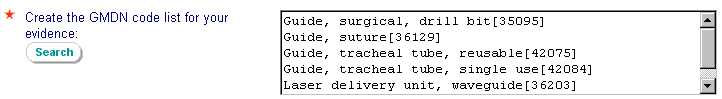 Create the GMDN code list for your
evidence:
Search
Guide, surgical, drill bit[35095]
Guide, suture[36129]
Guide, tracheal tube, reusable[42075]
Guide, tracheal tube, single use[42084]
Laser delivery unit, waveguide[36203]